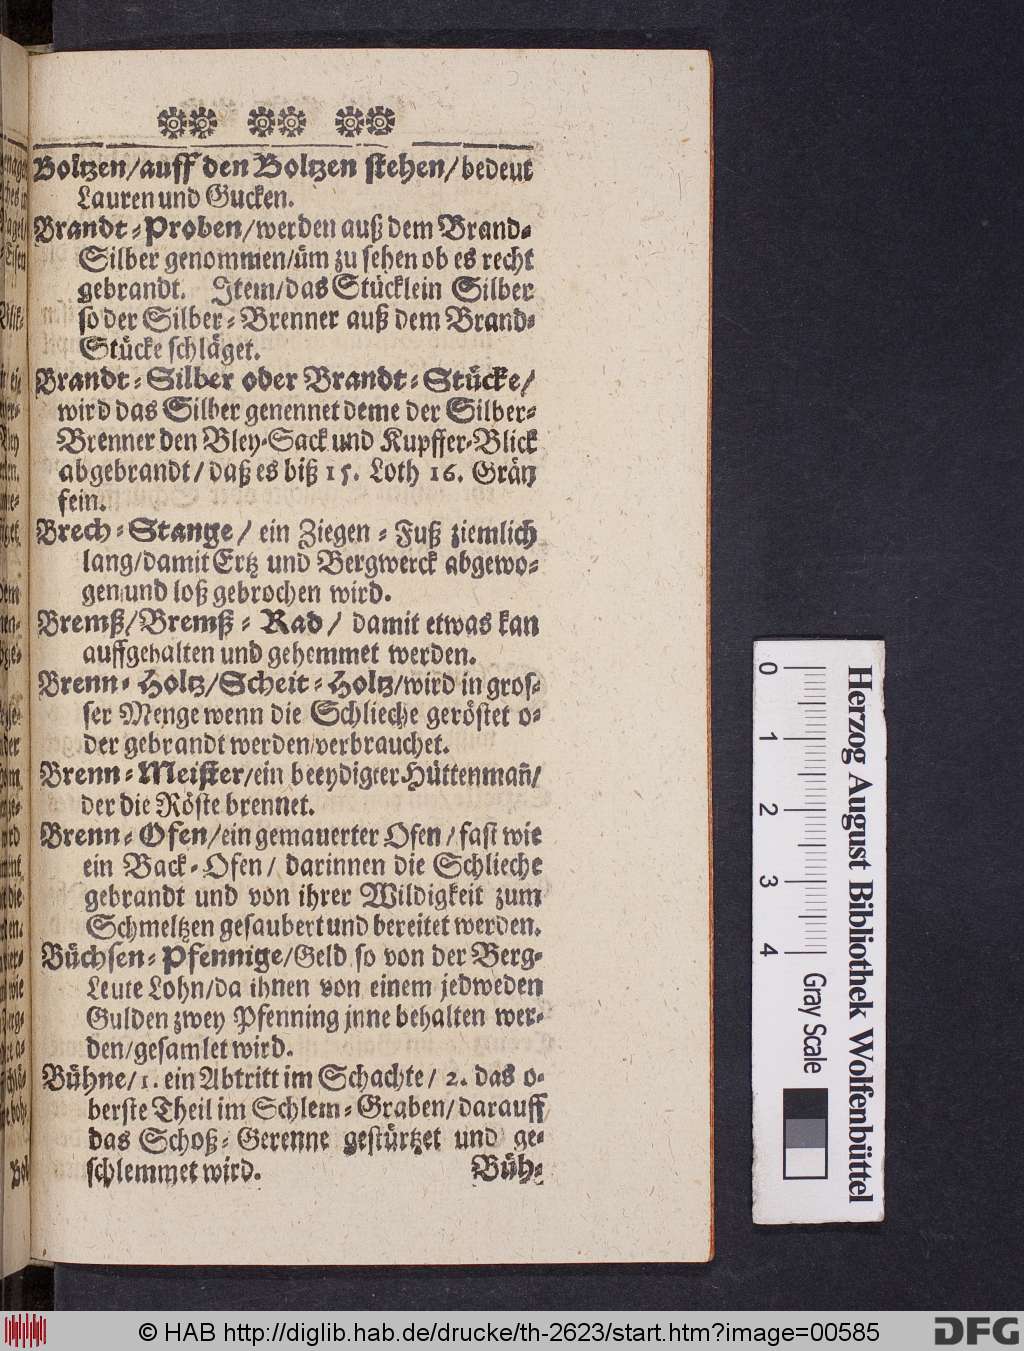 Boltzen/auff den Boltzen stehen/bedeut
Lauren und Gucken.
Brandt-Proben/werden auß dem Brand-
Silber genommen/üm zu sehen ob es recht
gebrandt. Item/das Stücklein Silber
so der Silber-Brenner auß dem Brand-
Stücke schläget.
Brandt-Silber oder Brandt-Stücke/
wird das Silber genennet deme der Silber-
Brenner den Bley-Sack und Kupffer-Blick
abgebrandt/daß es biß 15. Loth 16. Grän
fein.
Brech-Stange/ ein Ziegen-Fuß ziemlich
lang/damit Ertz und Bergwerck abgewo-
gen und loß gebrochen wird.
Bremß/Bremß-Rad/ damit etwas kan
auffgehalten und gehemmet werden.
Brenn-Holtz/Scheit-Holtz/wird in gros-
ser Menge wenn die Schlieche geröstet o-
der gebrandt werden/verbrauchet.
Brenn-Meister/ein beeydigter Hüttenmañ/
der die Röste brennet.
Brenn-Ofen/ein gemauerter Ofen/fast wie
ein Back-Ofen/ darinnen die Schlieche
gebrandt und von ihrer Wildigkeit zum
Schmeltzen gesaubert und bereitet werden.
Büchsen-Pfennige/Geld so von der Berg-
Leute Lohn/da ihnen von einem jedweden
Gulden zwey Pfenning jnne behalten wer-
den/gesamlet wird.
Bühne/1. ein Abtritt im Schachte/ 2. das o-
berste Theil im Schlem-Graben/darauff
das Schoß-Gerenne gestürtzet und ge-
schlemmet wird.
Büh-
0 1 2 3 4
Gray Scale
Herzog August Bibliothek Wolfenbüttel
© HAB http://diglib.hab.de/drucke/th-2623/start.htm?image=00585
DFG